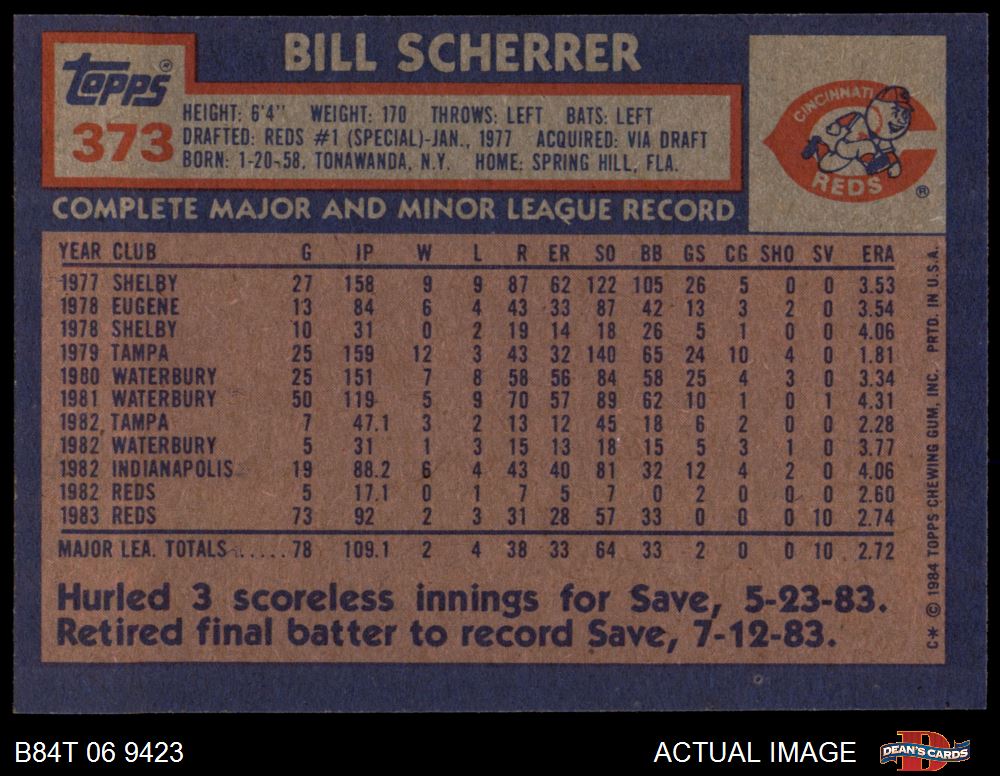 BILL SCHERRER
Topps®
373
HEIGHT: 6'4" WEIGHT: 170 THROWS: LEFT BATS: LEFT
DRAFTED: REDS #1 (SPECIAL)-JAN., 1977 ACQUIRED: VIA DRAFT
BORN: 1-20-58, TONAWANDA, N.Y. HOME: SPRING HILL, FLA.
CINCINNATI
REDS ®
COMPLETE MAJOR AND MINOR LEAGUE RECORD
YEAR CLUB G IP W L R ER SO BB GS CG SHO SV ERA
1977 SHELBY 27 158 9 9 87 62 122 105 26 5 0 0 3.53
1978 EUGENE 13 84 6 4 43 33 87 42 13 3 2 0 3.54
1978 SHELBY 10 31 0 2 19 14 18 26 5 1 0 0 4.06
1979 TAMPA 25 159 12 3 43 32 140 65 24 10 4 0 1.81
1980 WATERBURY 25 151 7 8 58 56 84 58 25 4 3 0 3.34
1981 WATERBURY 50 119 5 9 70 57 89 62 10 1 0 1 4.31
1982 TAMPA 7 47.1 3 2 13 12 45 18 6 2 0 0 2.28
1982 WATERBURY 5 31 1 3 15 13 18 15 5 3 1 0 3.77
1982 INDIANAPOLIS 19 88.2 6 4 43 40 81 32 12 4 2 0 4.06
1982 REDS 5 17.1 0 1 7 5 7 0 2 0 0 0 2.60
1983 REDS 73 92 2 3 31 28 57 33 0 0 0 10 2.74
MAJOR LEA. TOTALS......78 109.1 2 4 38 33 64 33 2 0 0 10 2.72
Hurled 3 scoreless innings for Save, 5-23-83.
Retired final batter to record Save, 7-12-83.
C* © 1984 TOPPS CHEWING GUM, INC. PRTD. IN U.S.A.
B84T 06 9423
ACTUAL IMAGE
DEAN'S CARDS